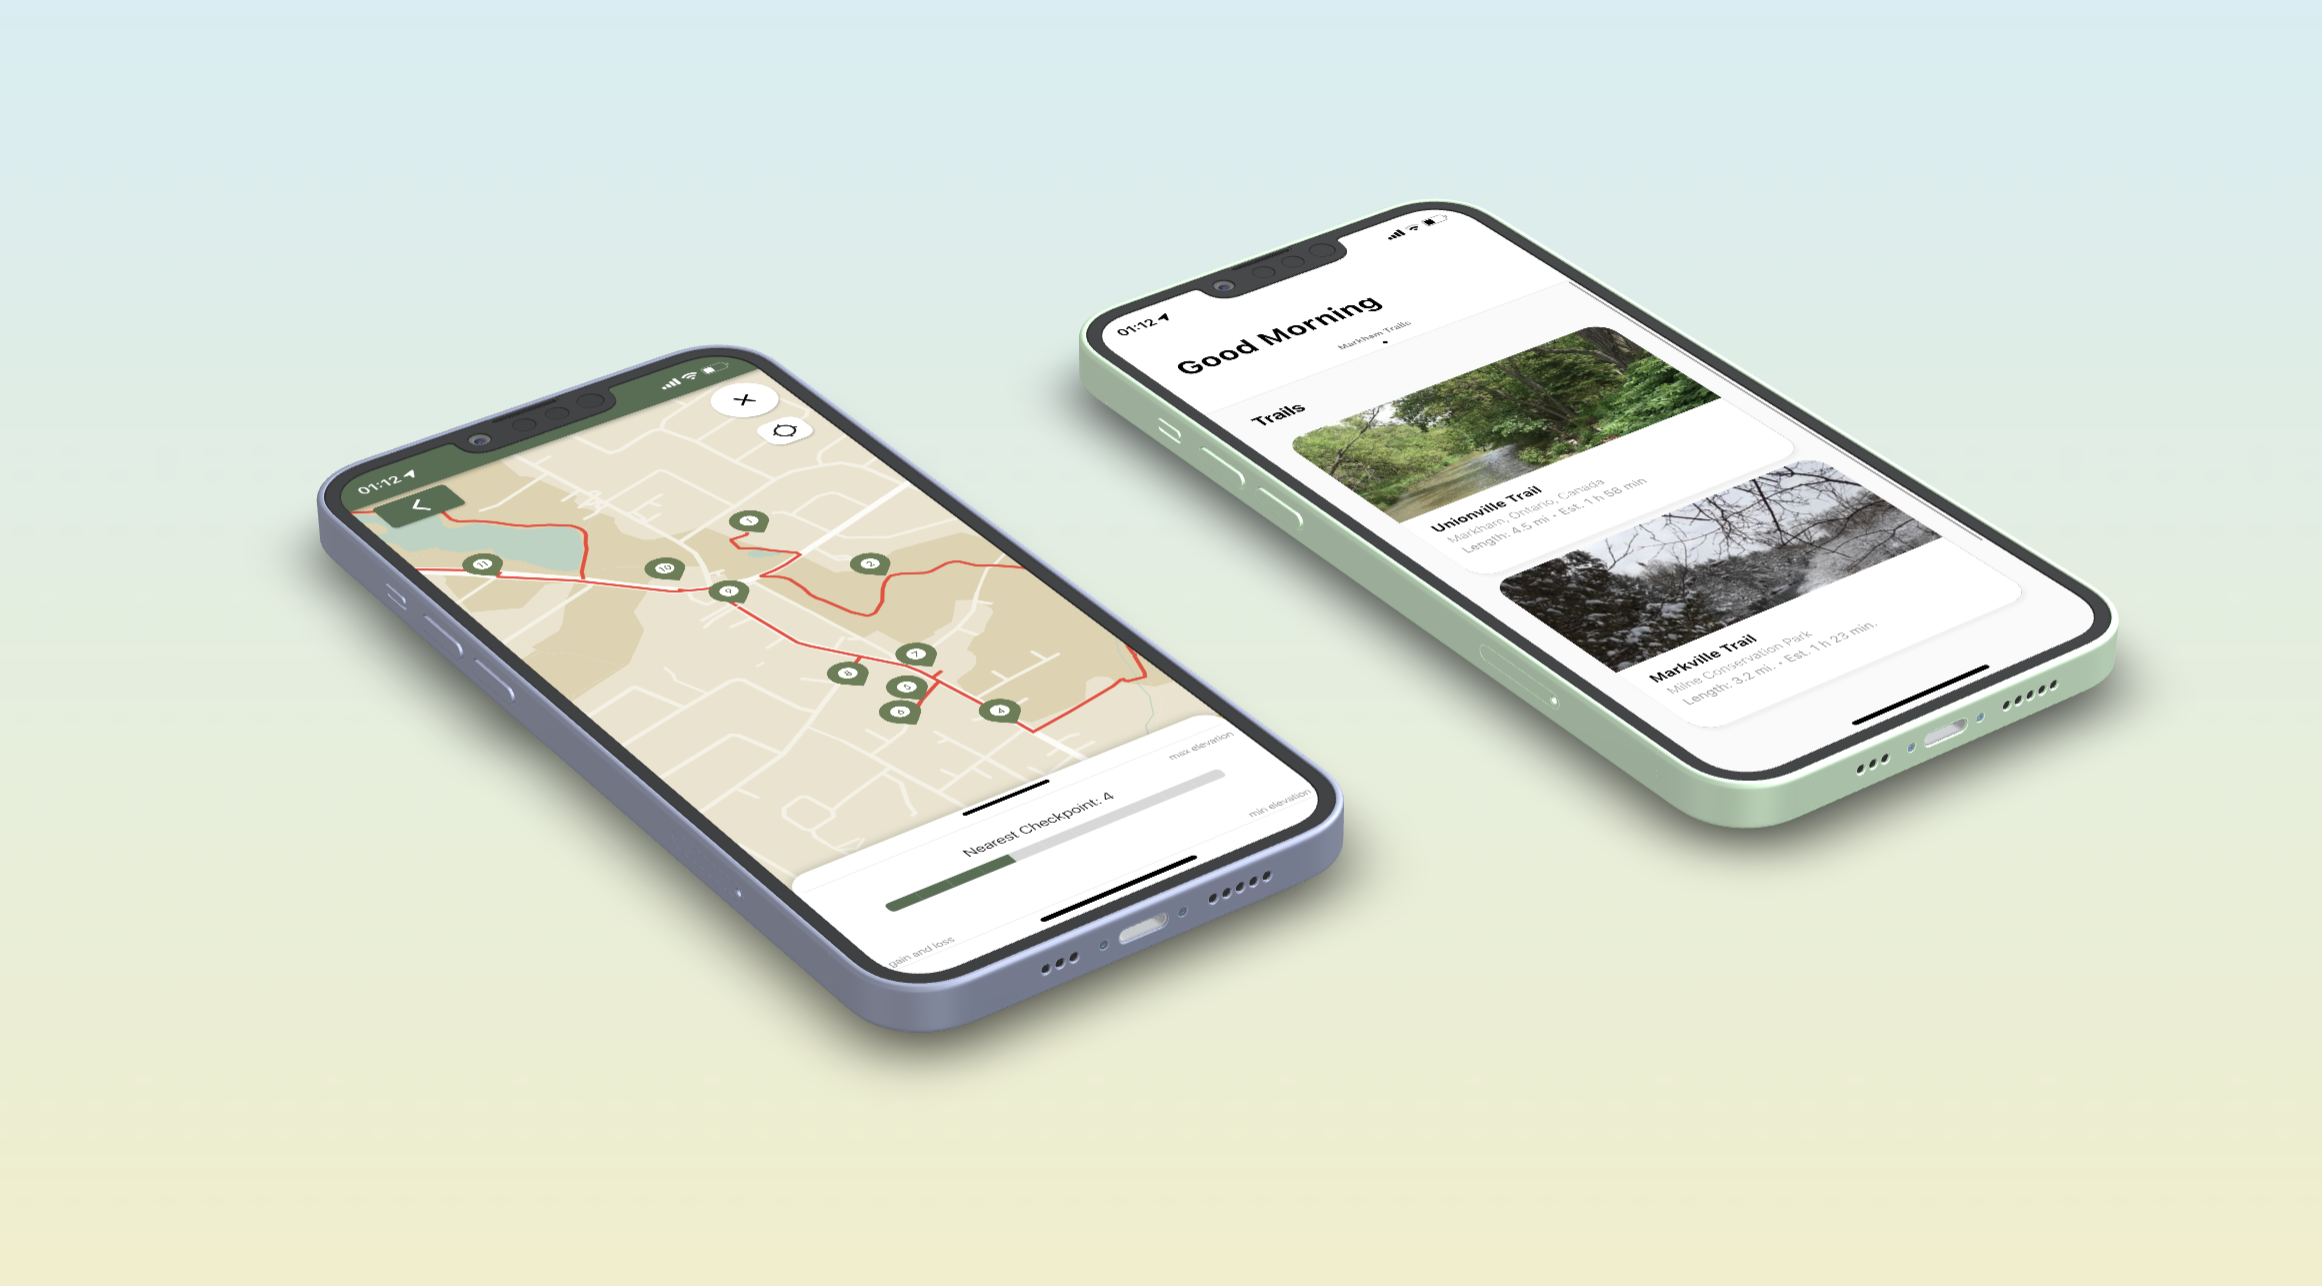 01:12
11
10
1
2
9
8
7
5
6
4
max elevation
Nearest Checkpoint: 4
min elevation
gain and loss
01:12
Good Morning
Markham Trails
Trails
Unionville Trail
Markham, Ontario, Canada
Length: 4.5 mi • Est. 1 h 58 min
Markville Trail
Milne Conservation Park
Length: 3.2 mi. • Est. 1 h 23 min.